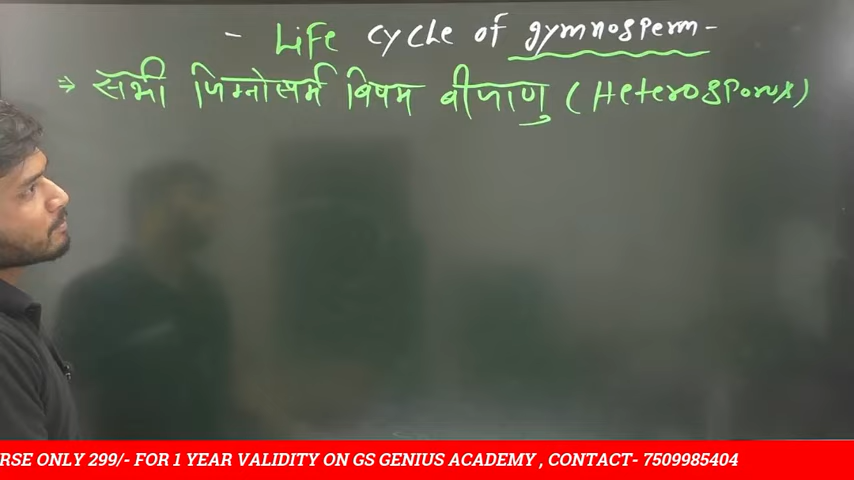 - Life cycle of gymnosperm -
⇒ सभी जिम्नोस्पर्म विषम बीजाणु (Heterosporus)
RSE ONLY 299/- FOR 1 YEAR VALIDITY ON GS GENIUS ACADEMY , CONTACT- 7509985404